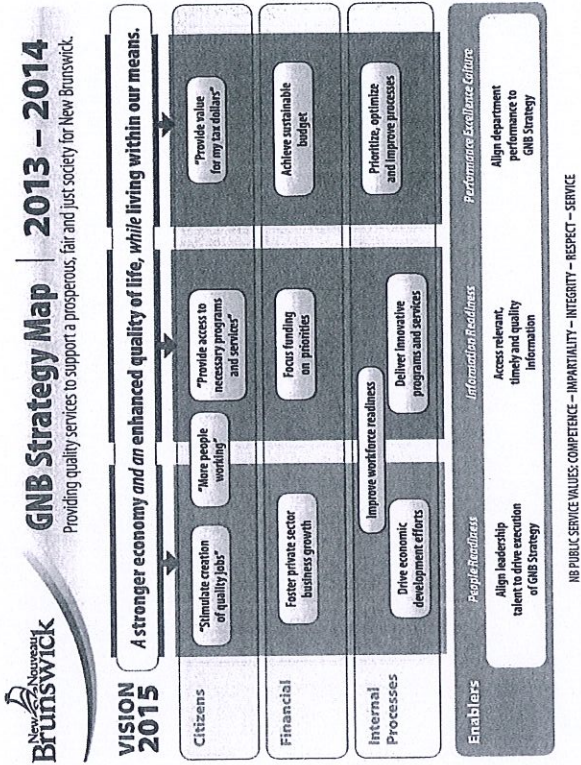 New Nouveau
Brunswick
GNB Strategy Map | 2013 – 2014
Providing quality services to support a prosperous, fair and just society for New Brunswick.
VISION
2015
A stronger economy and an enhanced quality of life, while living within our means.
Citizens
"Stimulate creation
of quality jobs"
"More people
working"
"Provide access to
necessary programs
and services"
"Provide value
for my tax dollars"
Financial
Foster private sector
business growth
Focus funding
on priorities
Achieve sustainable
budget
Internal
Processes
Improve workforce readiness
Drive economic
development efforts
Deliver innovative
programs and services
Prioritize, optimize
and improve processes
Enablers
People Readiness
Align leadership
talent to drive execution
of GNB Strategy
Information Readiness
Access relevant,
timely and quality
information
Performance Excellence Culture
Align department
performance to
GNB Strategy
NB PUBLIC SERVICE VALUES: COMPETENCE – IMPARTIALITY – INTEGRITY – RESPECT – SERVICE